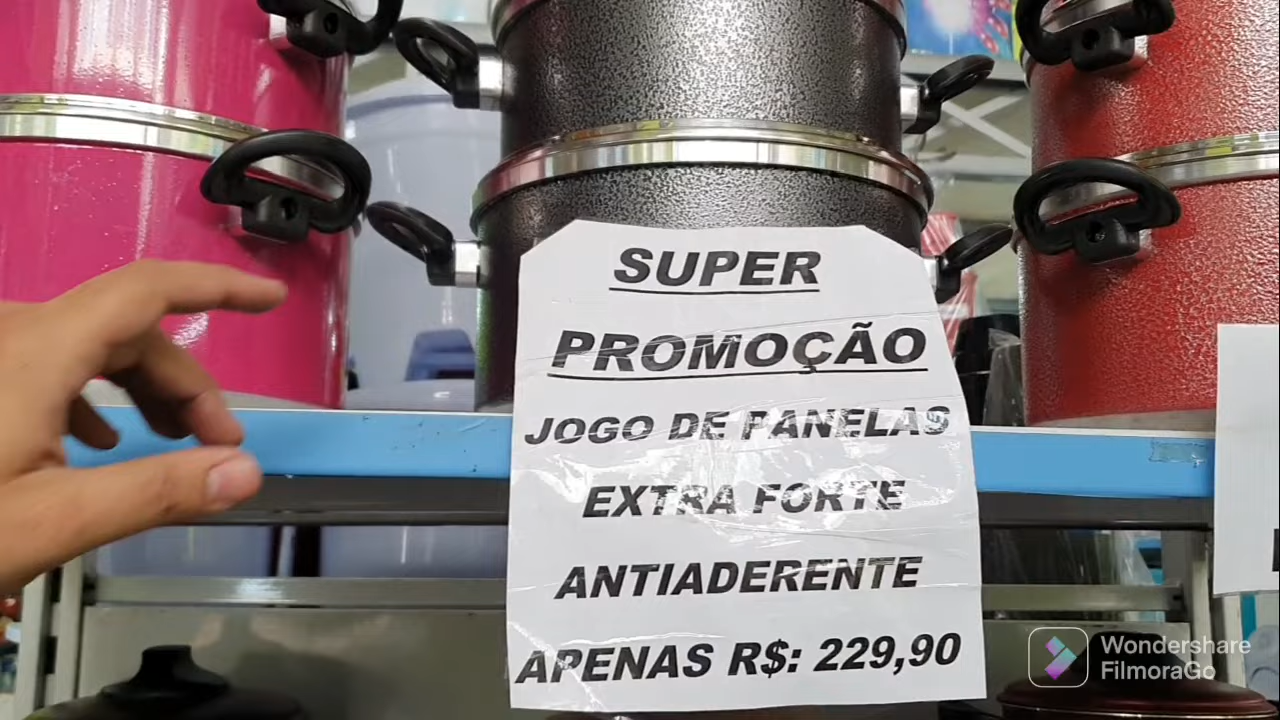 SUPER
PROMOÇÃO
JOGO DE PANELAS
EXTRA FORTE
ANTIADERENTE
APENAS R$: 229,90
Wondershare
FilmoraGo